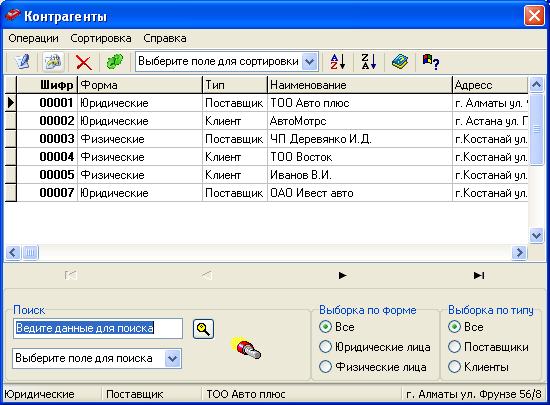 Контрагенты
Операции Сортировка Справка
Выберите поле для сортировки
Шифр Форма Тип Наименование Адресс
00001 Юридические Поставщик ТОО Авто плюс г. Алматы ул.
00002 Юридические Клиент АвтоМотрс г. Астана ул.
00003 Физические Поставщик ЧП Деревянко И.Д. г.Костанай ул.
00004 Физические Клиент ТОО Восток г.Костанай ул.
00005 Физические Клиент Иванов В.И. г.Костанай ул.
00007 Юридические Поставщик ОАО Ивест авто г.Костанай ул.
Поиск Выборка по форме Выборка по типу
Ведите данные для поиска Все Все
Юридические лица Поставщики
Выберите поле для поиска Физические лица Клиенты
Юридические Поставщик ТОО Авто плюс г. Алматы ул. Фрунзе 56/8